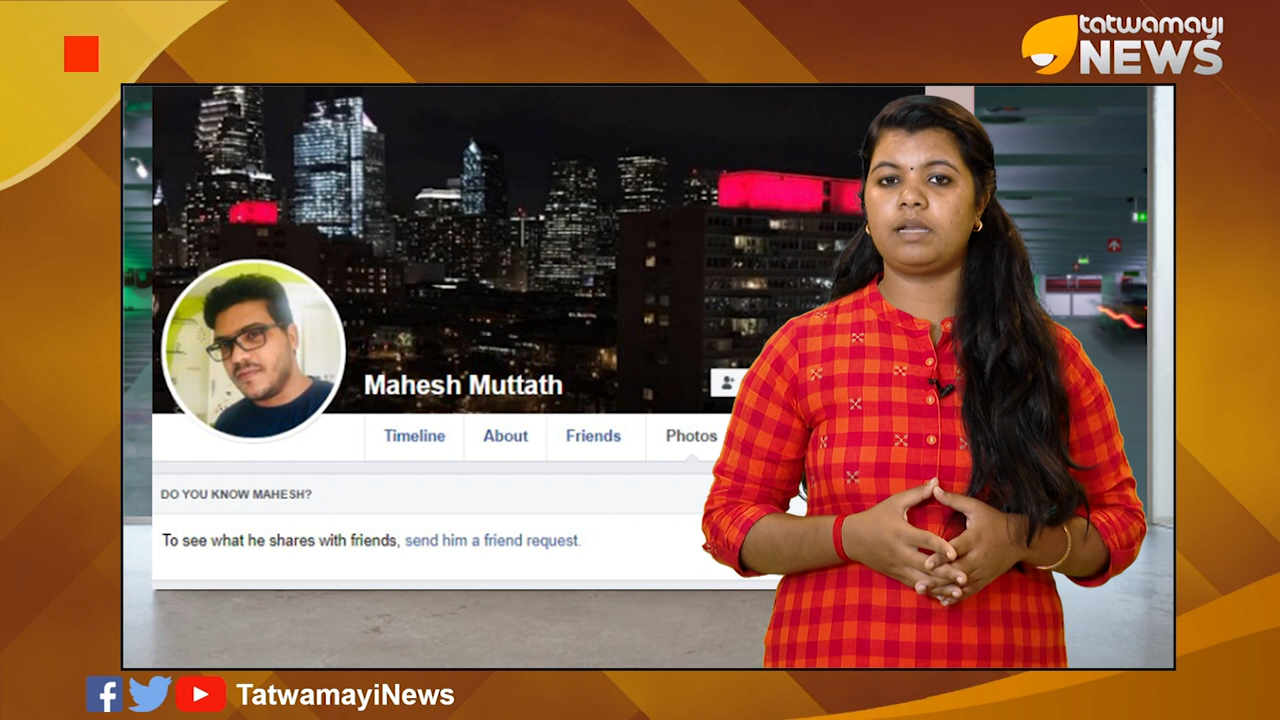 tatwamayi
NEWS
Mahesh Muttath
Timeline About Friends Photos
DO YOU KNOW MAHESH?
To see what he shares with friends, send him a friend request.
TatwamayiNews